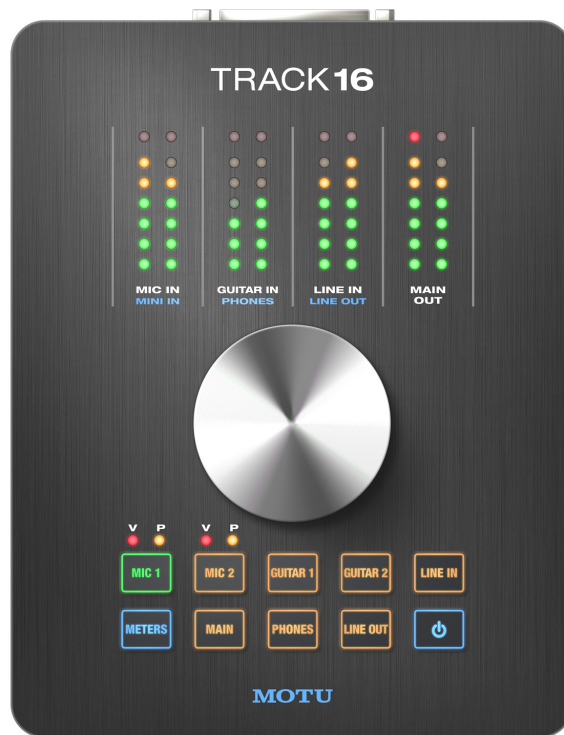 TRACK16
MIC IN
MINI IN
GUITAR IN
PHONES
LINE IN
LINE OUT
MAIN
OUT
V P V P
MIC 1 MIC 2 GUITAR 1 GUITAR 2 LINE IN
METERS MAIN PHONES LINE OUT
MOTU